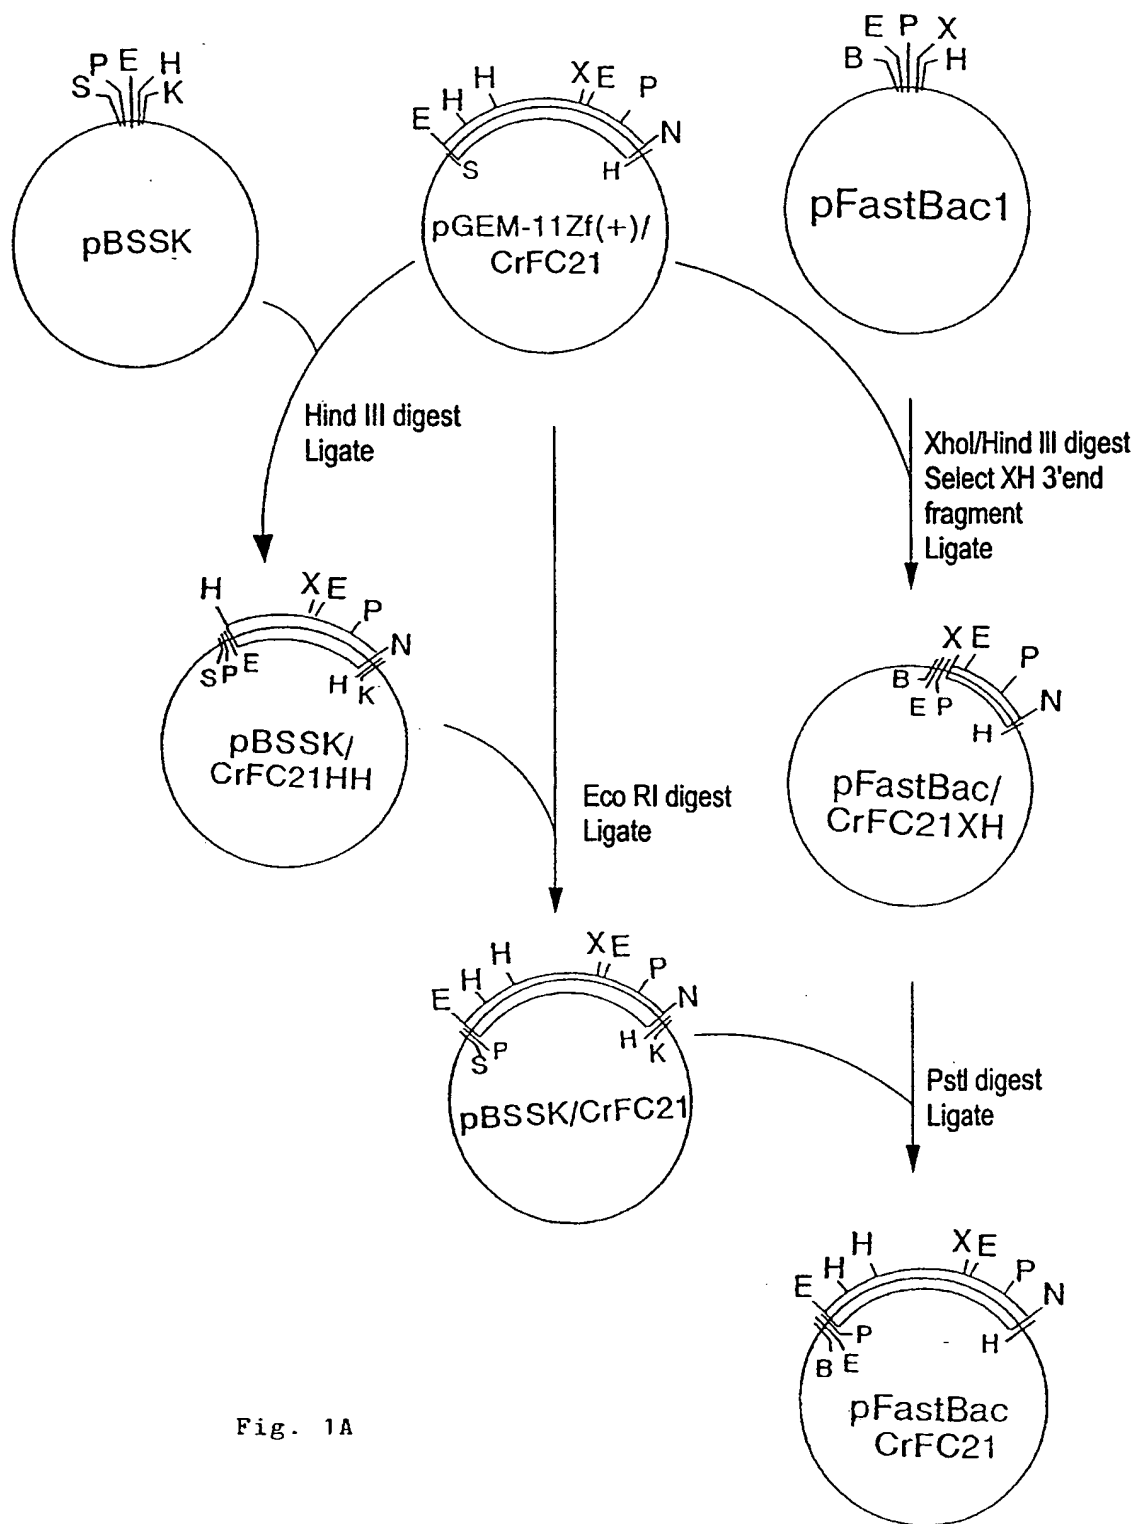 P E H
S K
pBSSK
E H H X E P N
S H
pGEM-11Zf(+)/
CrFC21
E P X
B H
pFastBac1
Hind III digest
Ligate
XhoI/Hind III digest
Select XH 3'end
fragment
Ligate
H X E P N
S P E H K
pBSSK/
CrFC21HH
Eco RI digest
Ligate
X E P N
B E P H
pFastBac/
CrFC21XH
E H H X E P N
S P H K
pBSSK/CrFC21
PstI digest
Ligate
E H H X E P N
B E P H
pFastBac
CrFC21
Fig. 1A